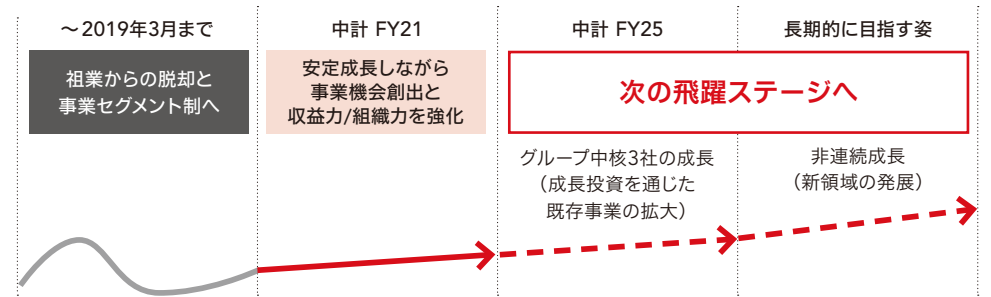 ～2019年3月まで
中計 FY21
中計 FY25
長期的に目指す姿
祖業からの脱却と
事業セグメント制へ
安定成長しながら
事業機会創出と
収益力/組織力を強化
次の飛躍ステージへ
グループ中核3社の成長
（成長投資を通じた
既存事業の拡大）
非連続成長
（新領域の発展）